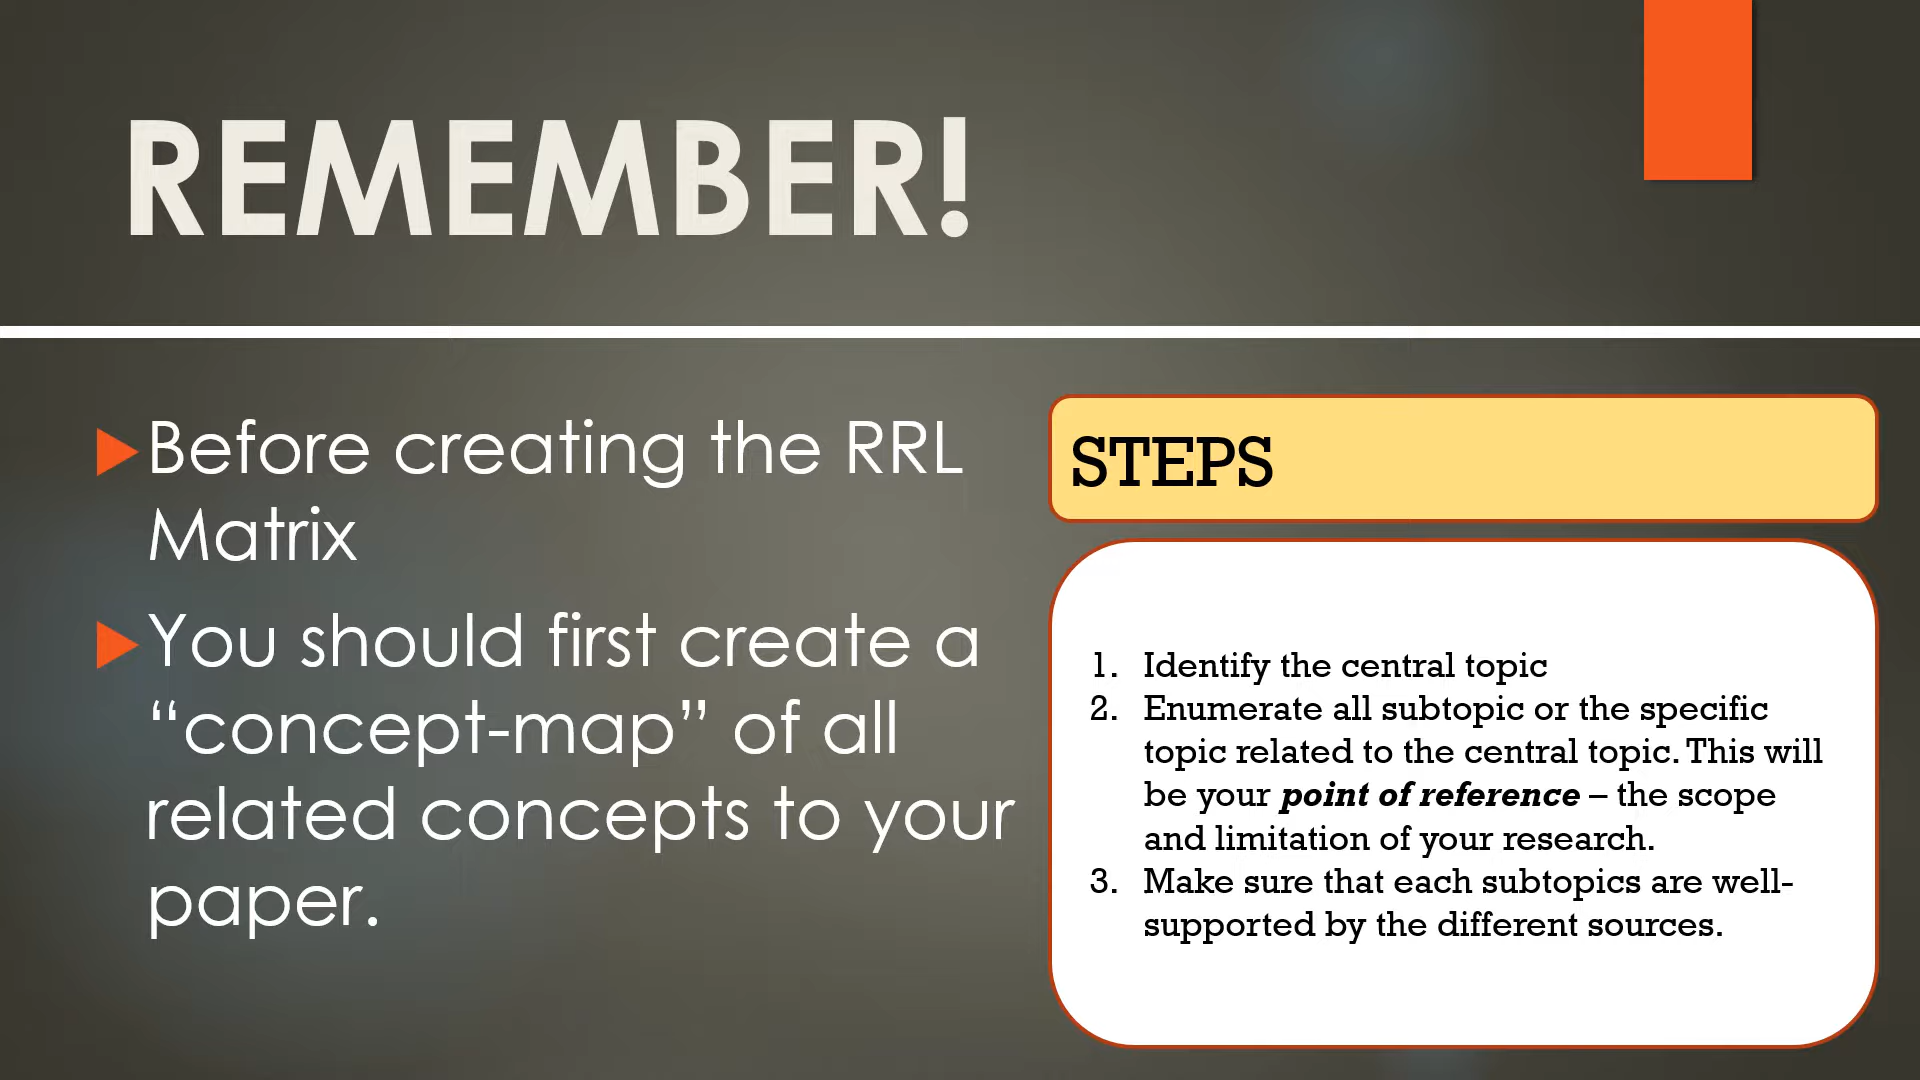 REMEMBER!
Before creating the RRL
Matrix
You should first create a
“concept-map” of all
related concepts to your
paper.
STEPS
1. Identify the central topic
2. Enumerate all subtopic or the specific
topic related to the central topic. This will
be your point of reference – the scope
and limitation of your research.
3. Make sure that each subtopics are well-
supported by the different sources.